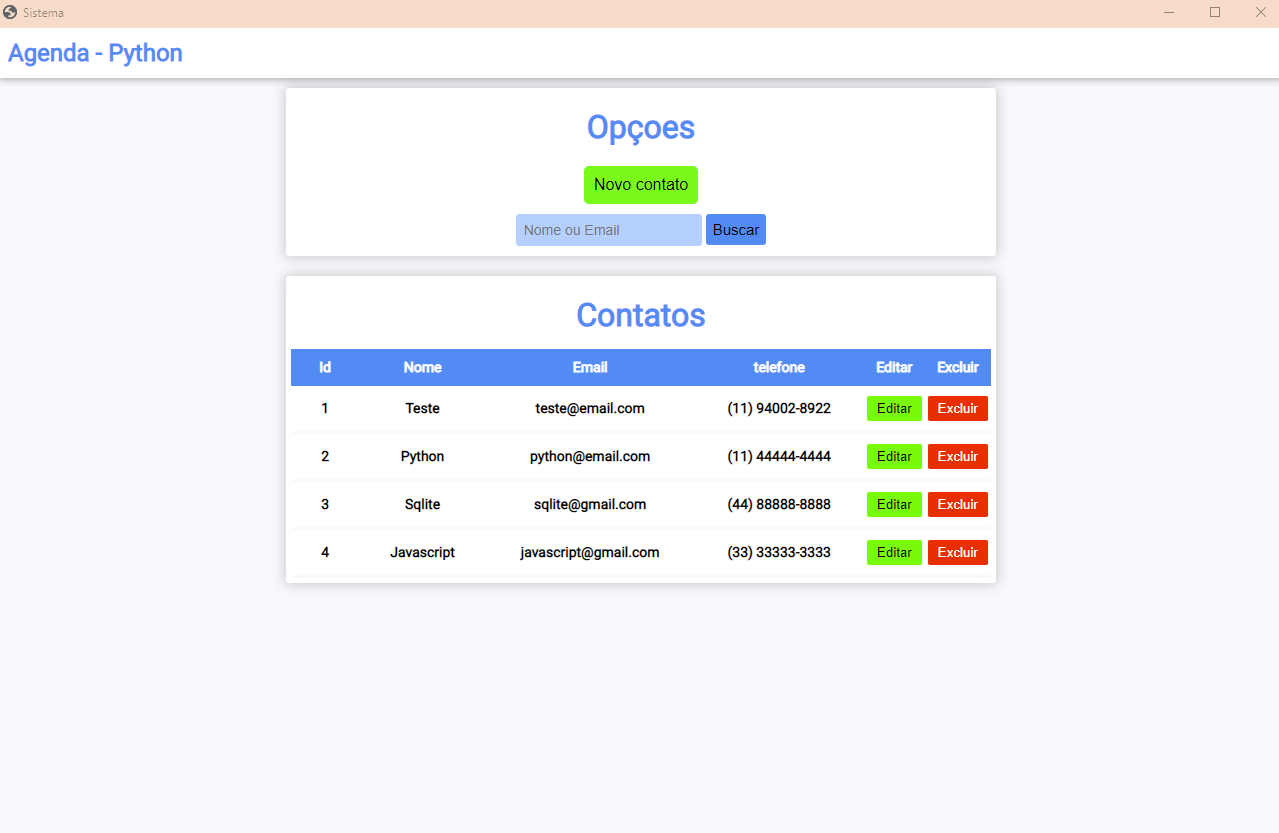 Sistema
Agenda - Python
Opçoes
Novo contato
Nome ou Email Buscar
Contatos
Id Nome Email telefone Editar Excluir
1 Teste teste@email.com (11) 94002-8922 Editar Excluir
2 Python python@email.com (11) 44444-4444 Editar Excluir
3 Sqlite sqlite@gmail.com (44) 88888-8888 Editar Excluir
4 Javascript javascript@gmail.com (33) 33333-3333 Editar Excluir